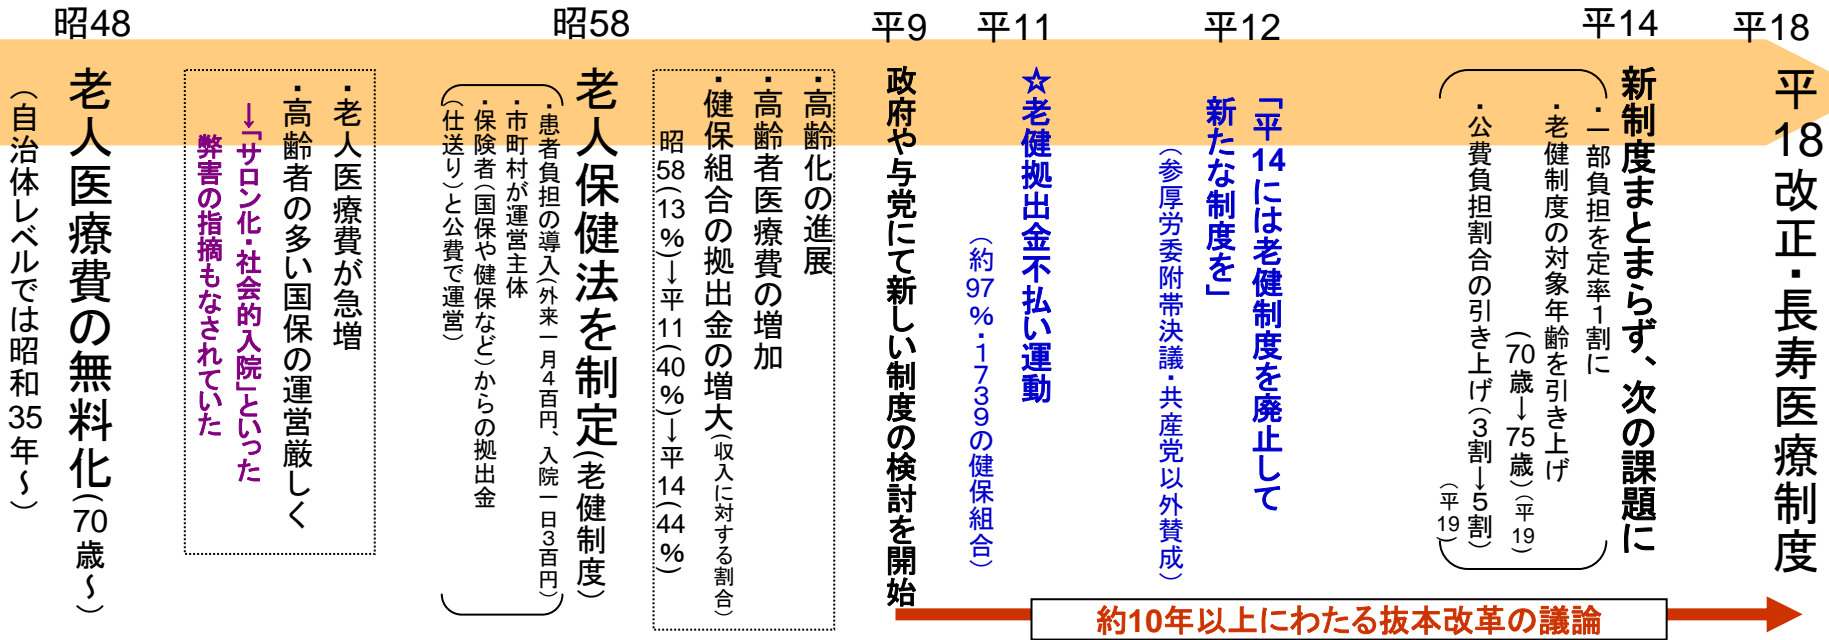 昭48
老人医療費の無料化(70歳～)
(自治体レベルでは昭和35年～)
・老人医療費が急増
・高齢者の多い国保の運営厳しく
→「サロン化・社会的入院」といった
弊害の指摘もなされていた
昭58
老人保健法を制定(老健制度)
・患者負担の導入(外来一月4百円、入院一日3百円)
・市町村が運営主体
・保険者(国保や健保など)からの拠出金
(仕送り)と公費で運営
・高齢化の進展
・高齢者医療費の増加
・健保組合の拠出金の増大(収入に対する割合)
昭58(13%)→平11(40%)→平14(44%)
平9
政府や与党にて新しい制度の検討を開始
平11
☆老健拠出金不払い運動
(約97%・1739の健保組合)
平12
「平14には老健制度を廃止して
新たな制度を」
(参厚労委附帯決議・共産党以外賛成)
平14
新制度まとまらず、次の課題に
・一部負担を定率1割に
・老健制度の対象年齢を引き上げ
(70歳→75歳)(平19)
・公費負担割合の引き上げ(3割→5割)
(平19)
平18
平18改正・長寿医療制度
約10年以上にわたる抜本改革の議論